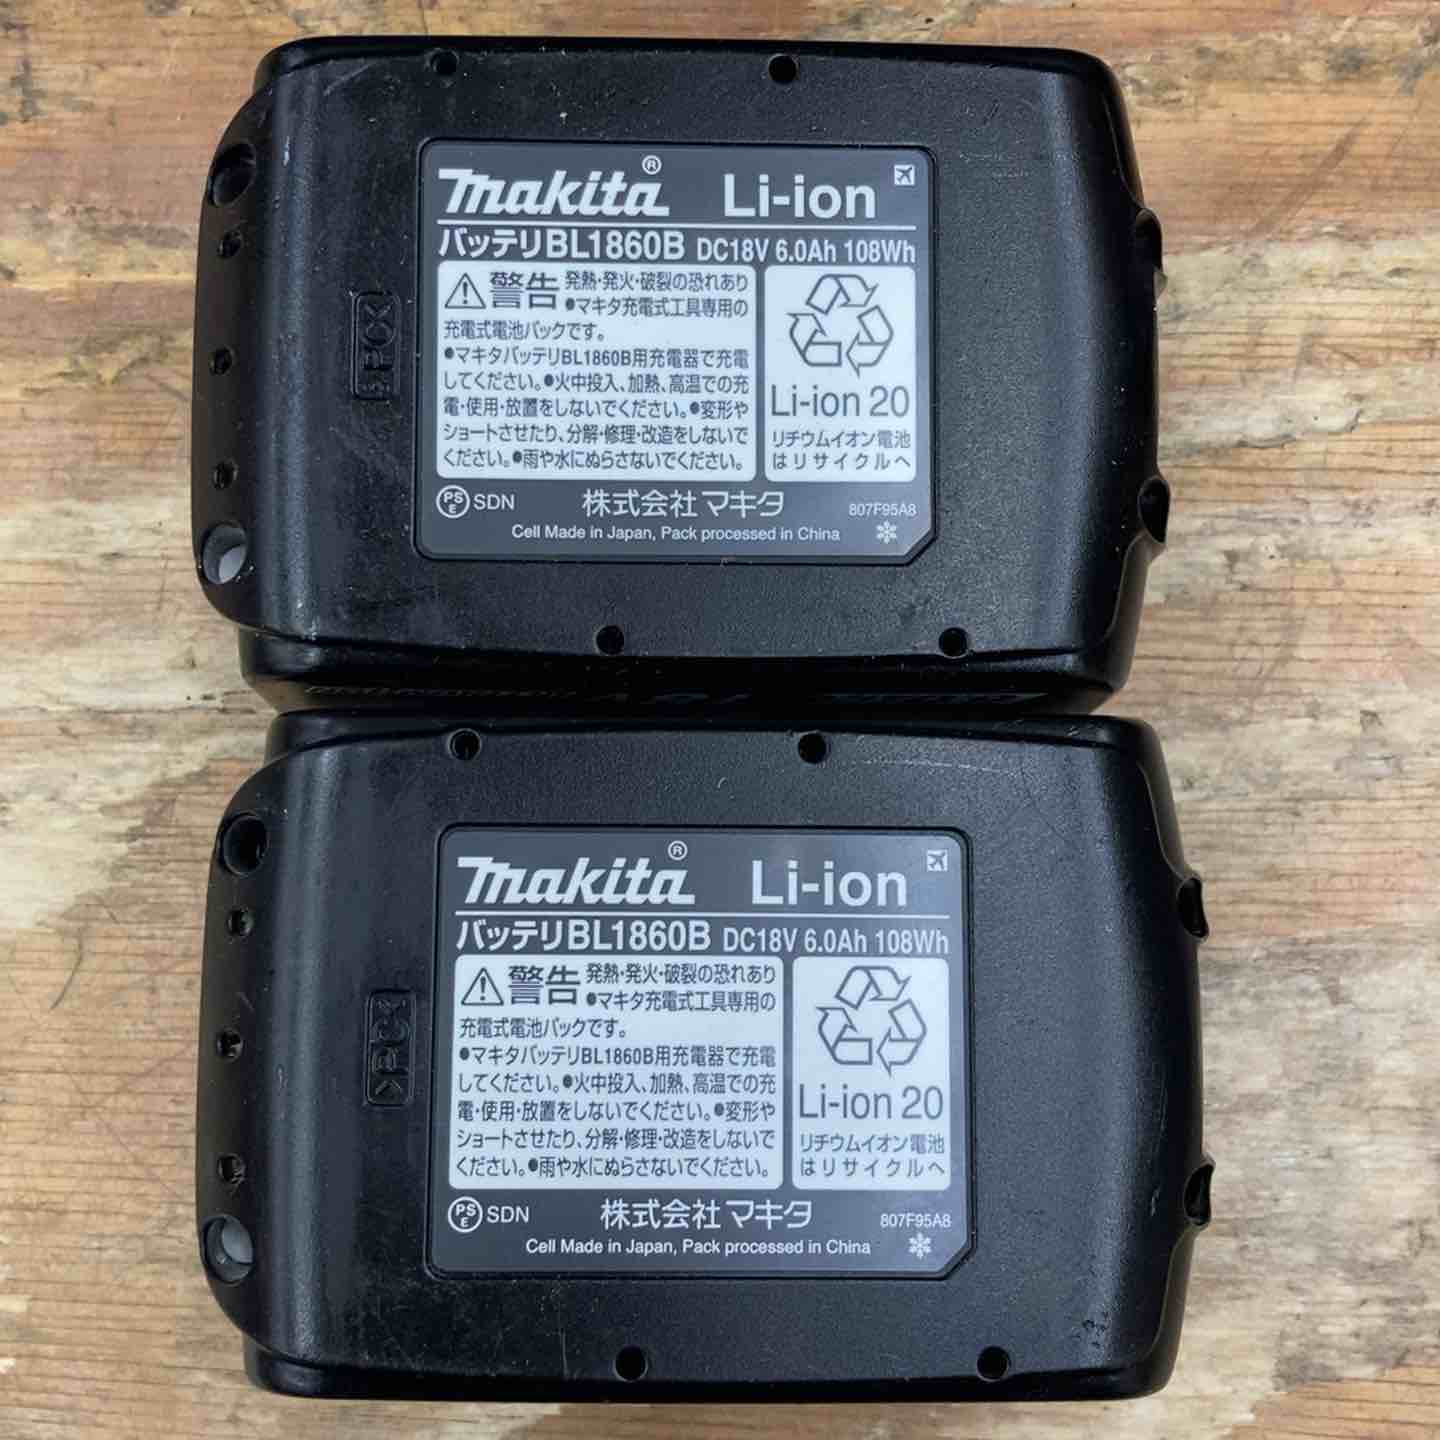 makita® Li-ion
バッテリBL1860B DC18V 6.0Ah 108Wh
警告 発熱・発火・破裂の恐れあり
●マキタ充電式工具専用の
充電式電池パックです。
●マキタバッテリBL1860B用充電器で充電
してください。●火中投入、加熱、高温での充
電・使用・放置をしないでください。●変形や
ショートさせたり、分解・修理・改造をしないで
ください。●雨や水にぬらさないでください。
Li-ion 20
リチウムイオン電池
はリサイクルへ
PSE SDN 株式会社マキタ 807F95A8
Cell Made in Japan, Pack processed in China
>PC<
makita® Li-ion
バッテリBL1860B DC18V 6.0Ah 108Wh
警告 発熱・発火・破裂の恐れあり
●マキタ充電式工具専用の
充電式電池パックです。
●マキタバッテリBL1860B用充電器で充電
してください。●火中投入、加熱、高温での充
電・使用・放置をしないでください。●変形や
ショートさせたり、分解・修理・改造をしないで
ください。●雨や水にぬらさないでください。
Li-ion 20
リチウムイオン電池
はリサイクルへ
PSE SDN 株式会社マキタ 807F95A8
Cell Made in Japan, Pack processed in China
>PC<